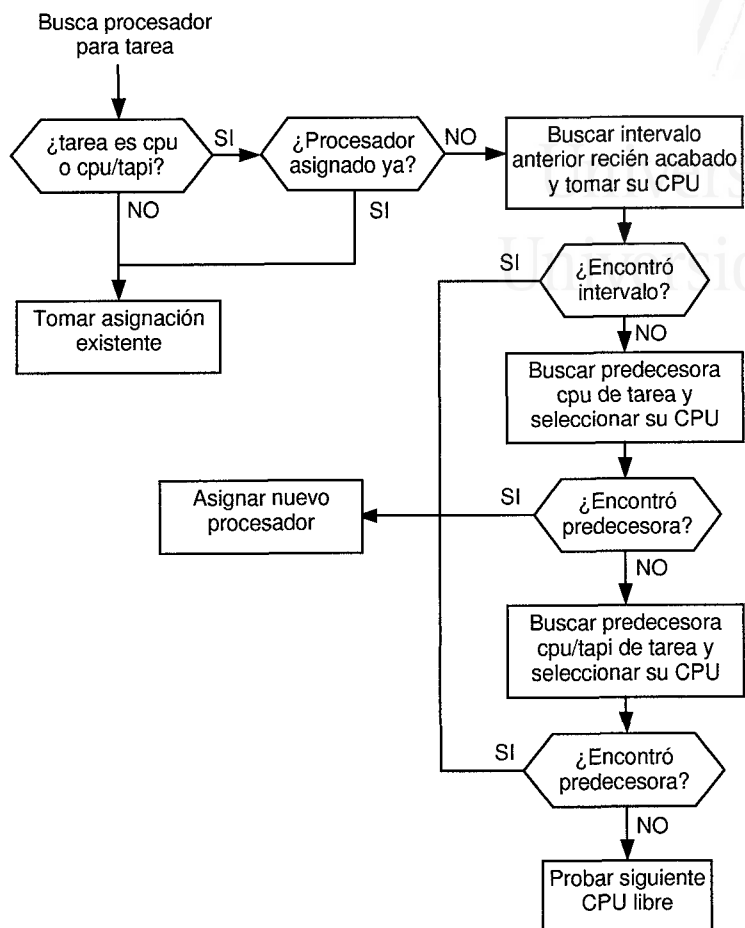 Busca procesador
para tarea
¿tarea es cpu
o cpu/tapi?
SI
¿Procesador
asignado ya?
NO
Buscar intervalo
anterior recién acabado
y tomar su CPU
NO
SI
SI
¿Encontró
intervalo?
Tomar asignación
existente
NO
Buscar predecesora
cpu de tarea y
seleccionar su CPU
Asignar nuevo
procesador
SI
¿Encontró
predecesora?
NO
Buscar predecesora
cpu/tapi de tarea y
seleccionar su CPU
SI
¿Encontró
predecesora?
NO
Probar siguiente
CPU libre